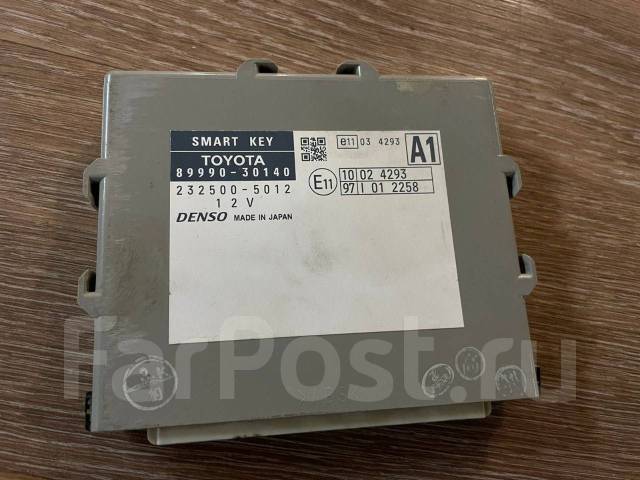 SMART KEY
TOYOTA
89990-30140
232500-5012
12V
DENSO MADE IN JAPAN
e11 03 4293
A1
E11
10 02 4293
97 I 01 2258
FarPost.ru